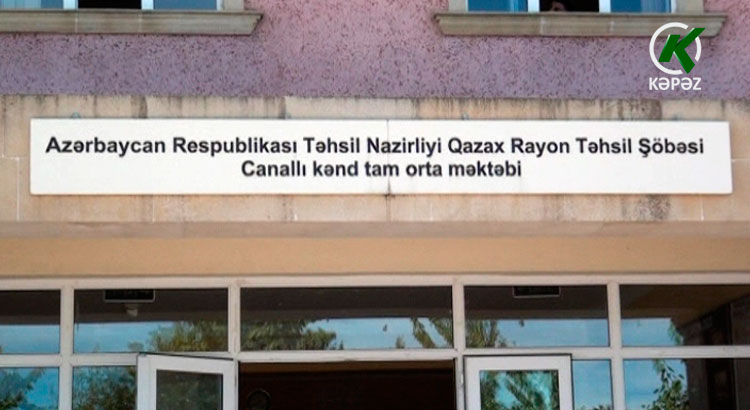 KƏPƏZ
Azərbaycan Respublikası Təhsil Nazirliyi Qazax Rayon Təhsil Şöbəsi
Canallı kənd tam orta məktəbi